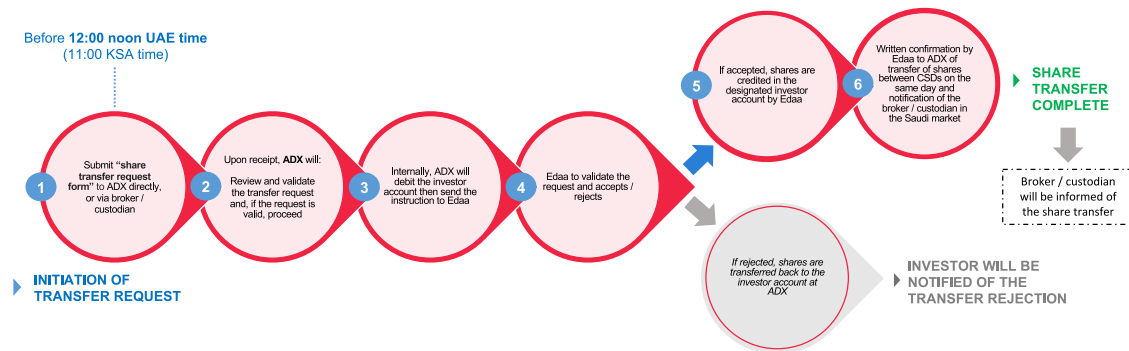 Before 12:00 noon UAE time
(11:00 KSA time)
1
Submit “share
transfer request
form” to ADX directly,
or via broker /
custodian
INITIATION OF
TRANSFER REQUEST
2
Upon receipt, ADX will:
Review and validate
the transfer request
and, if the request is
valid, proceed
3
Internally, ADX will
debit the investor
account then send the
instruction to Edaa
4
Edaa to validate the
request and accepts /
rejects
5
If accepted, shares are
credited in the
designated investor
account by Edaa
6
Written confirmation by
Edaa to ADX of
transfer of shares
between CSDs on the
same day and
notification of the
broker / custodian in
the Saudi market
SHARE
TRANSFER
COMPLETE
Broker / custodian
will be informed of
the share transfer
If rejected, shares are
transferred back to the
investor account at
ADX
INVESTOR WILL BE
NOTIFIED OF THE
TRANSFER REJECTION